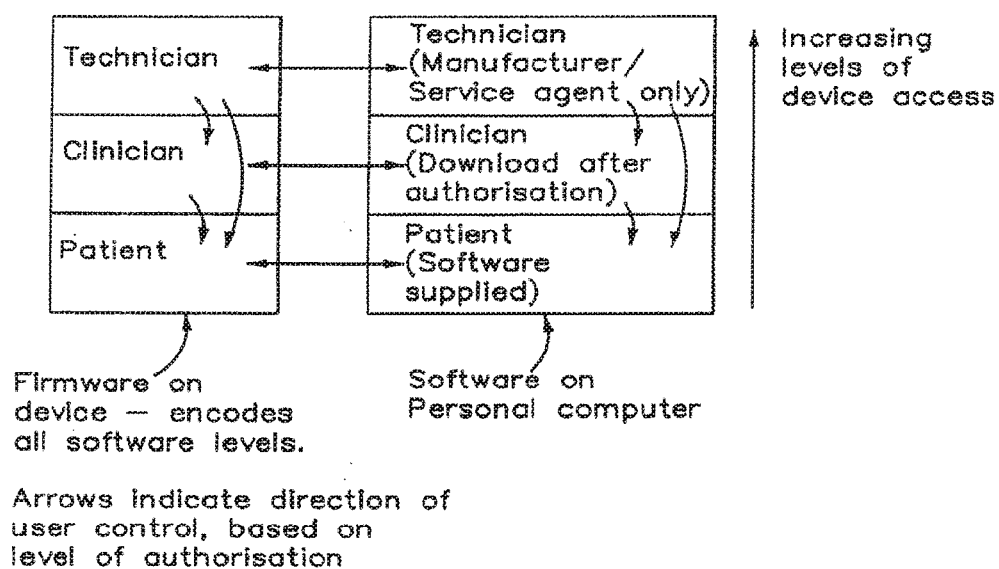 Technician
Clinician
Patient
Technician
(Manufacturer/
Service agent only)
Clinician
(Download after
authorisation)
Patient
(Software
supplied)
Increasing
levels of
device access
Firmware on
device — encodes
all software levels.
Software on
Personal computer
Arrows indicate direction of
user control, based on
level of authorisation